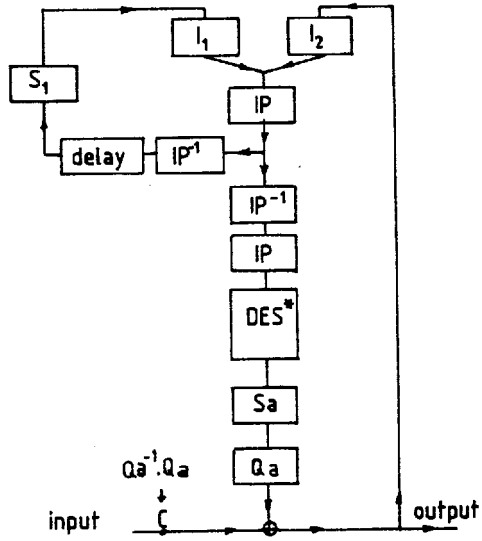 I₁
I₂
S₁
IP
delay
IP⁻¹
IP⁻¹
IP
DES*
Sa
Qa
Qa⁻¹.Qa
input
output